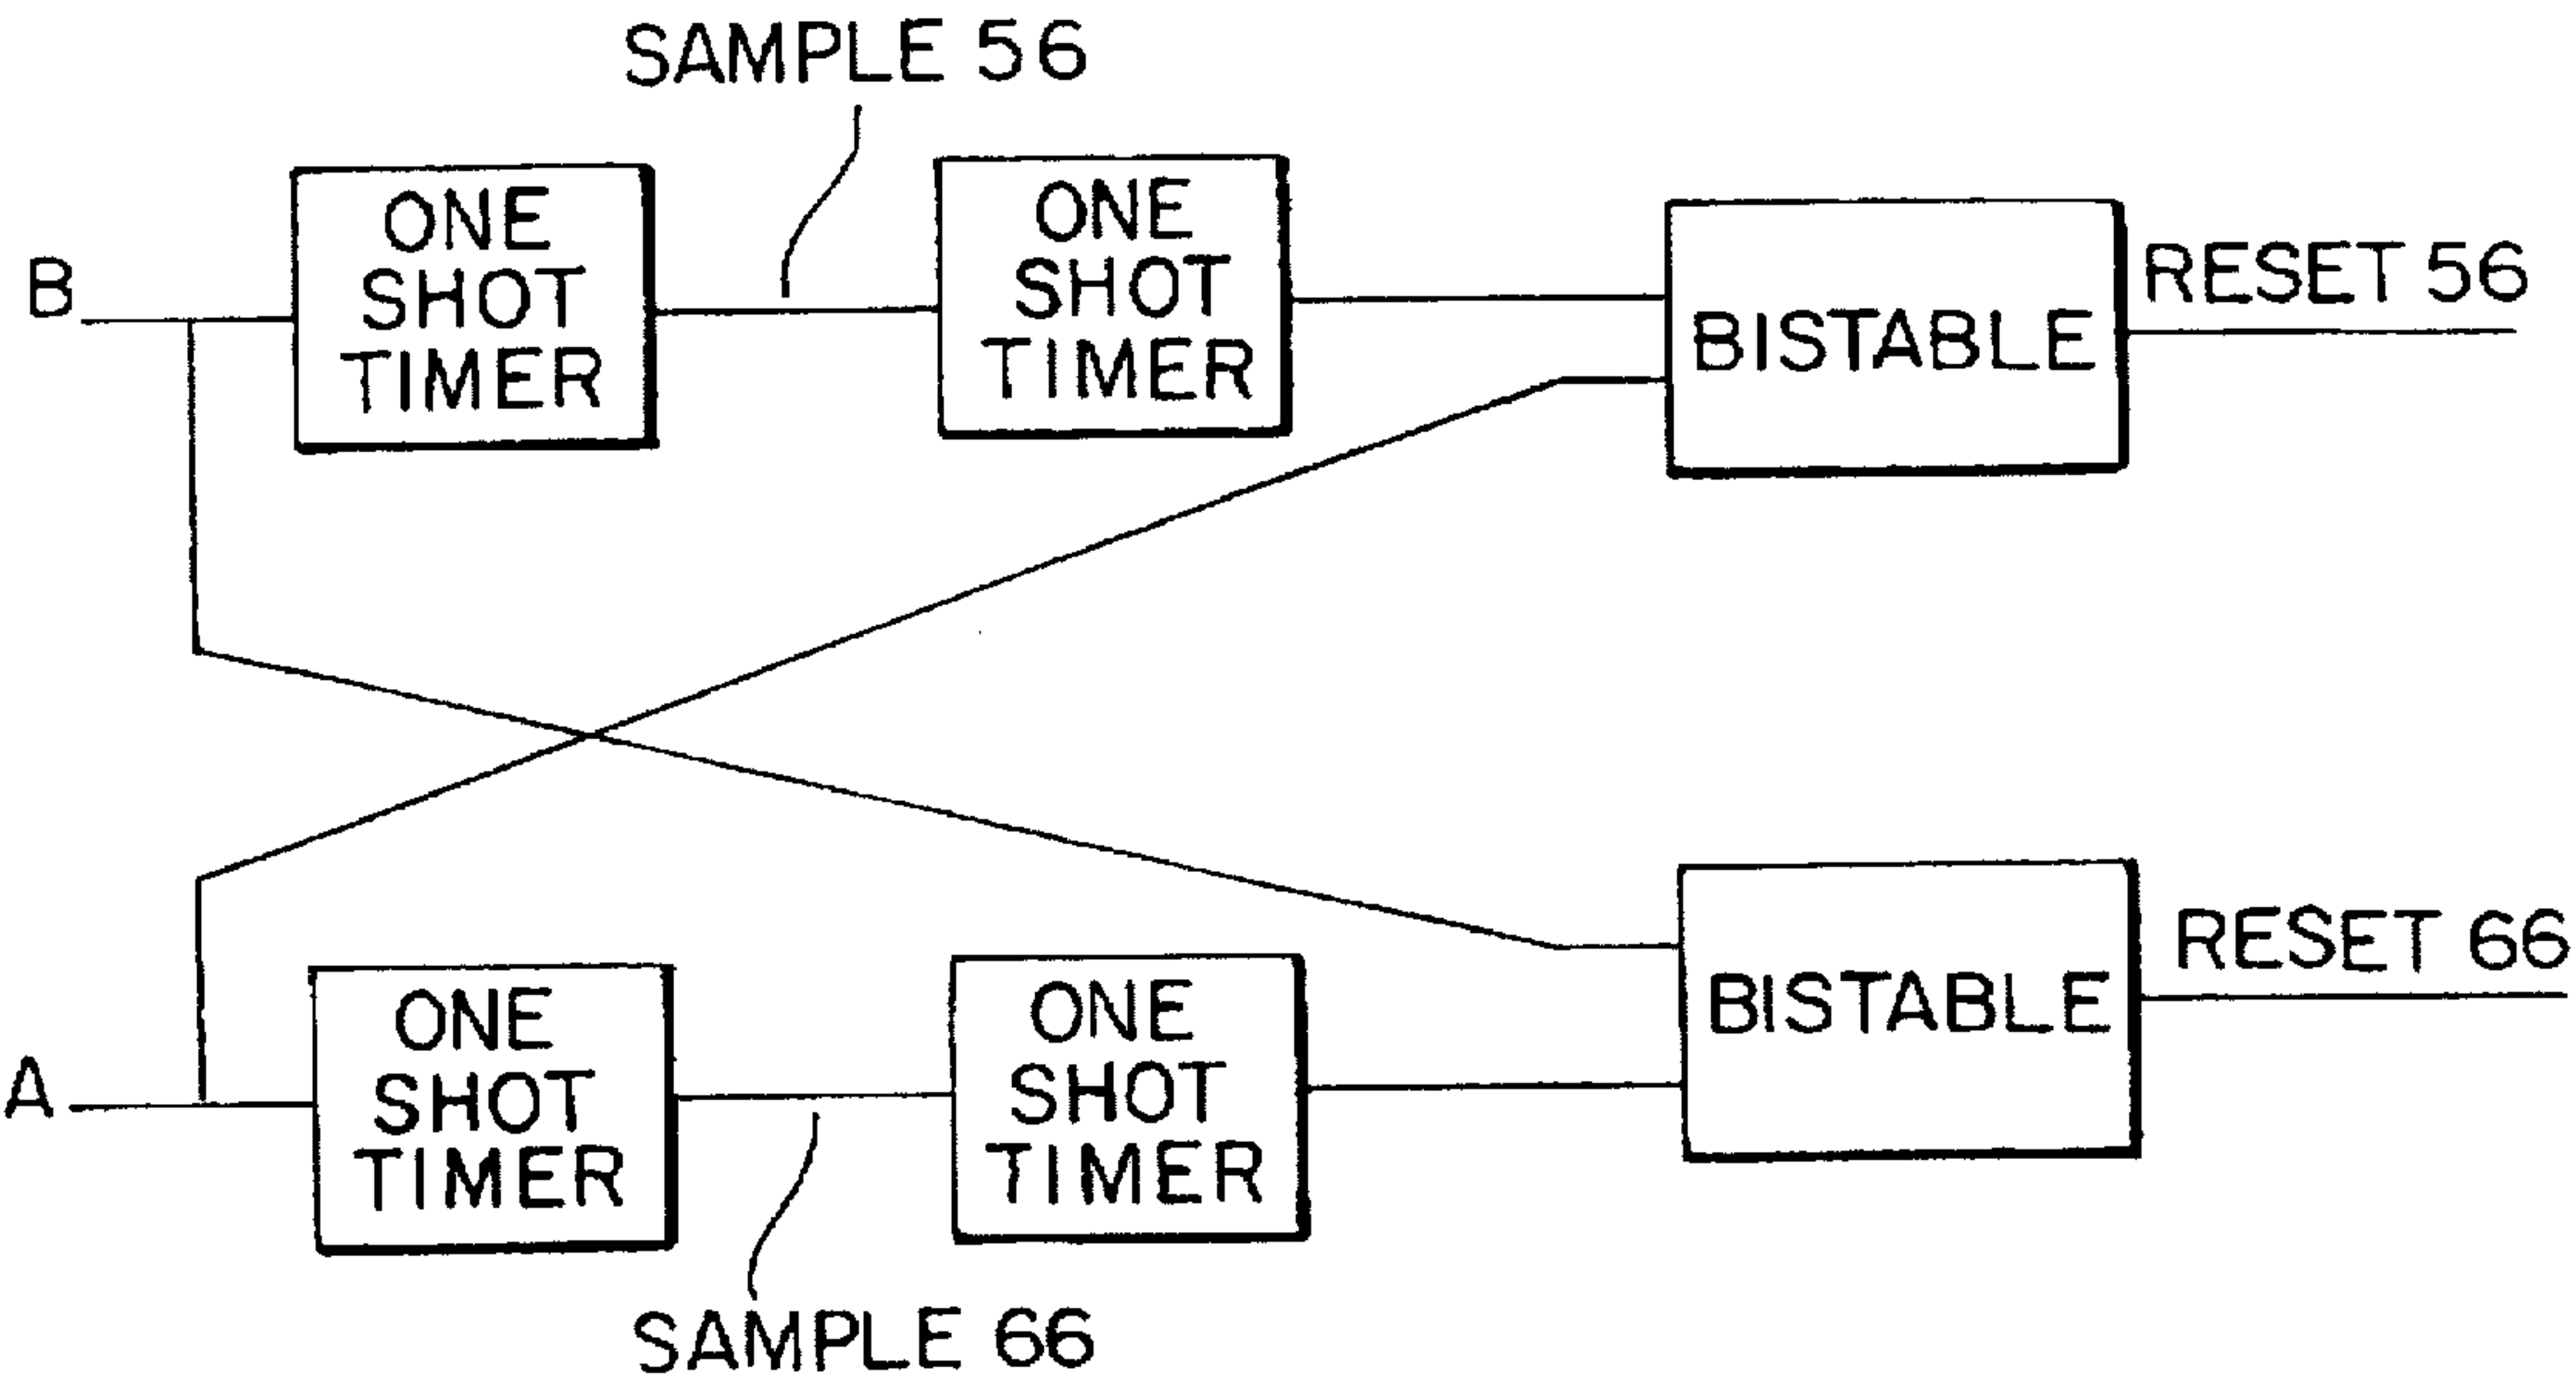 SAMPLE 56
B
ONE
SHOT
TIMER
ONE
SHOT
TIMER
BISTABLE
RESET 56
A
ONE
SHOT
TIMER
ONE
SHOT
TIMER
BISTABLE
RESET 66
SAMPLE 66